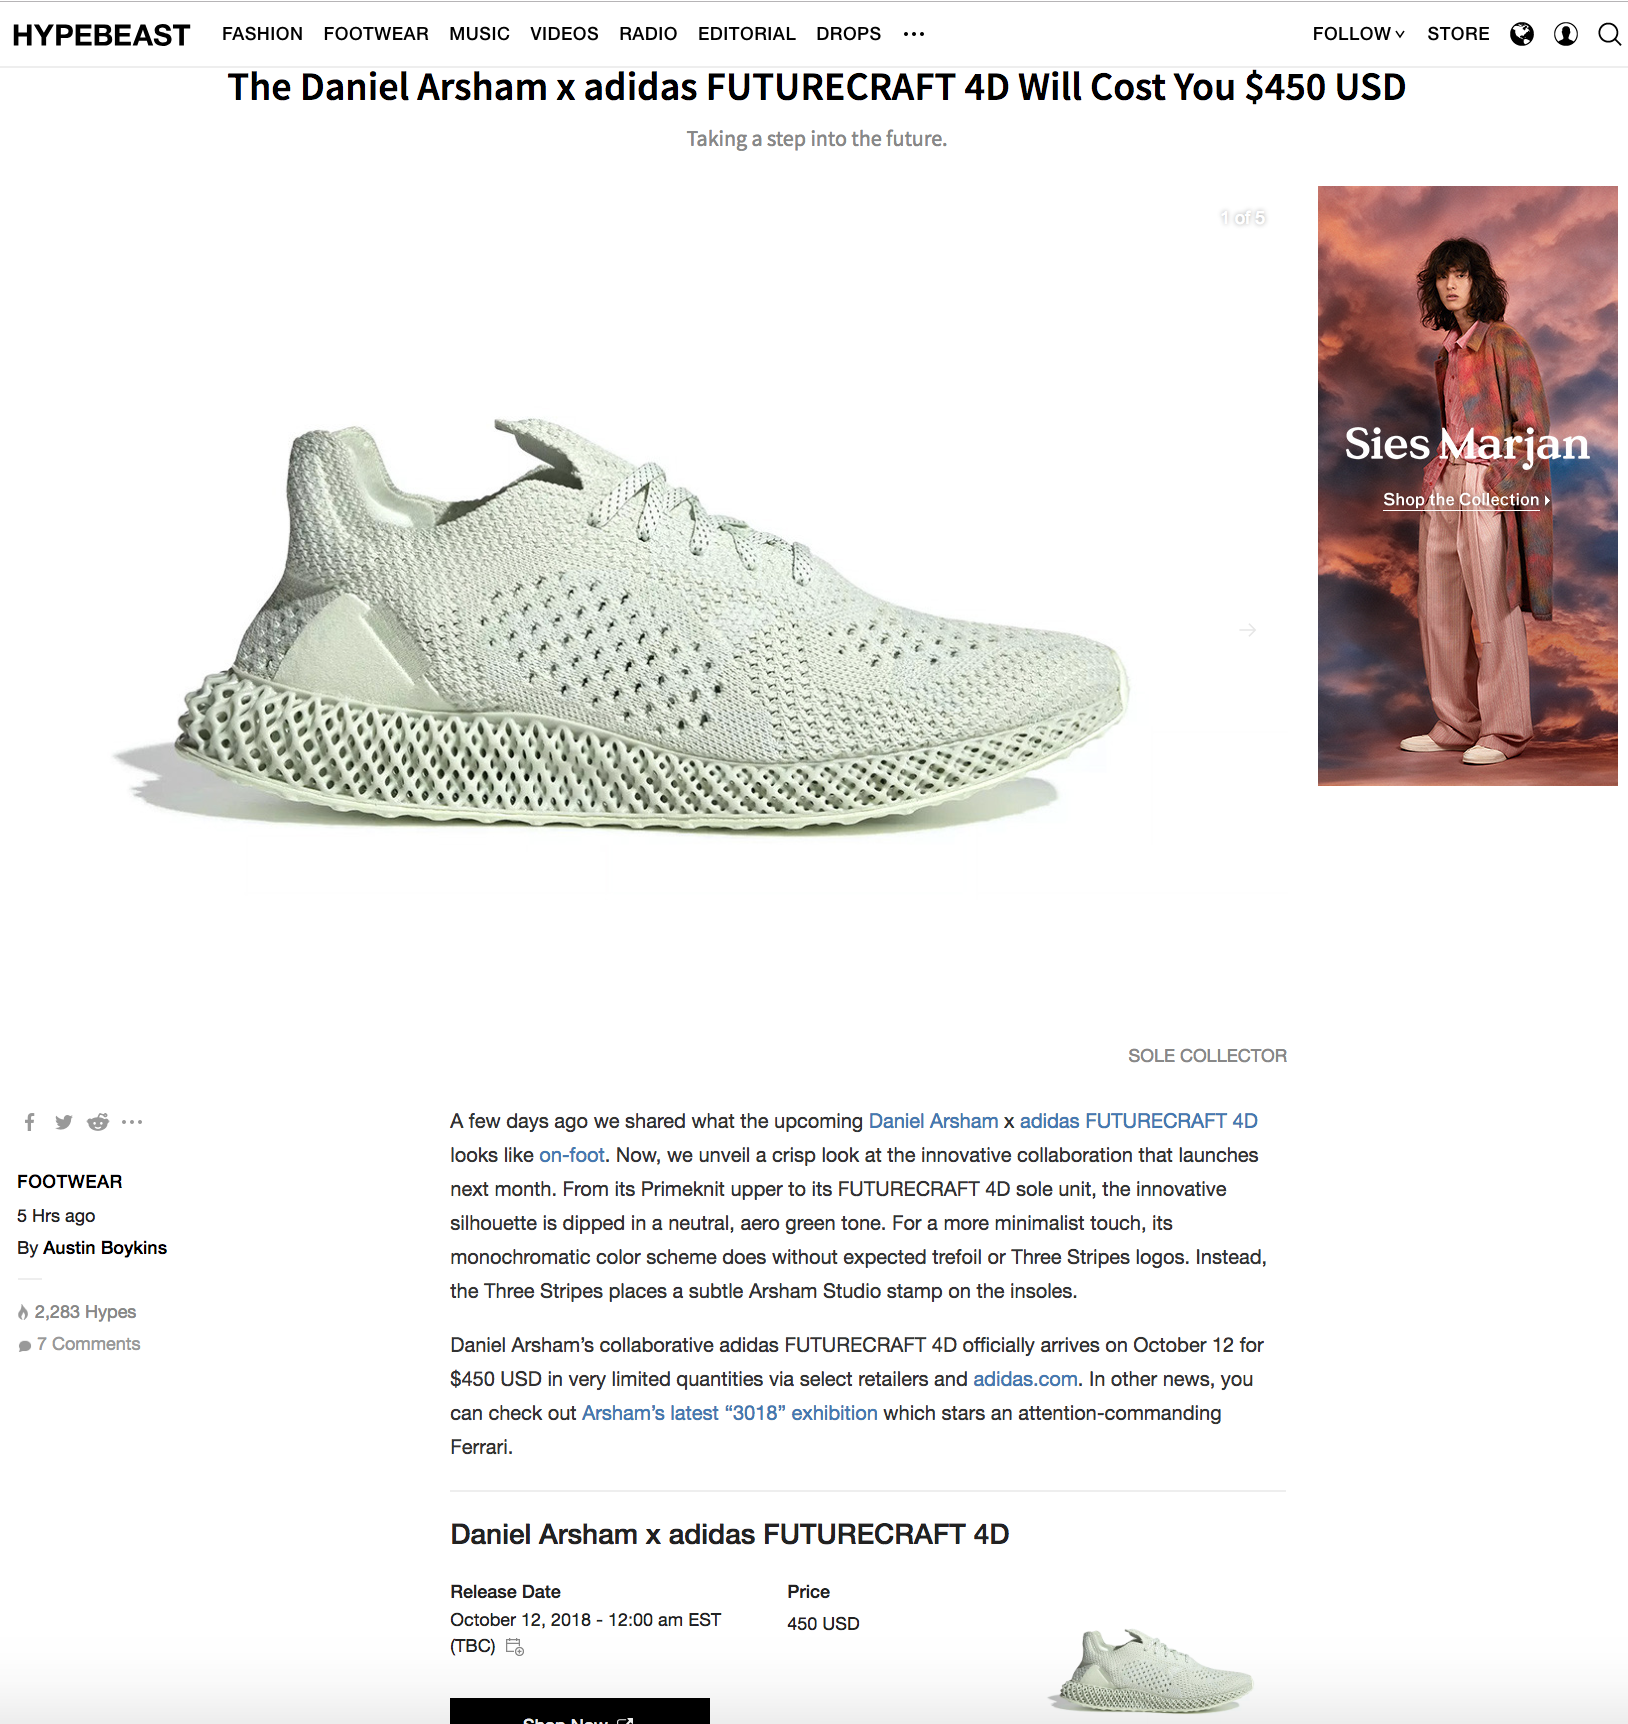 HYPEBEAST FASHION FOOTWEAR MUSIC VIDEOS RADIO EDITORIAL DROPS ••• FOLLOW STORE
The Daniel Arsham x adidas FUTURECRAFT 4D Will Cost You $450 USD
Taking a step into the future.
1 of 5
Sies Marjan
Shop the Collection
SOLE COLLECTOR
FOOTWEAR
5 Hrs ago
By Austin Boykins
2,283 Hypes
7 Comments
A few days ago we shared what the upcoming Daniel Arsham x adidas FUTURECRAFT 4D
looks like on-foot. Now, we unveil a crisp look at the innovative collaboration that launches
next month. From its Primeknit upper to its FUTURECRAFT 4D sole unit, the innovative
silhouette is dipped in a neutral, aero green tone. For a more minimalist touch, its
monochromatic color scheme does without expected trefoil or Three Stripes logos. Instead,
the Three Stripes places a subtle Arsham Studio stamp on the insoles.
Daniel Arsham’s collaborative adidas FUTURECRAFT 4D officially arrives on October 12 for
$450 USD in very limited quantities via select retailers and adidas.com. In other news, you
can check out Arsham’s latest “3018” exhibition which stars an attention-commanding
Ferrari.
Daniel Arsham x adidas FUTURECRAFT 4D
Release Date
October 12, 2018 - 12:00 am EST
(TBC)
Price
450 USD
Shop Now